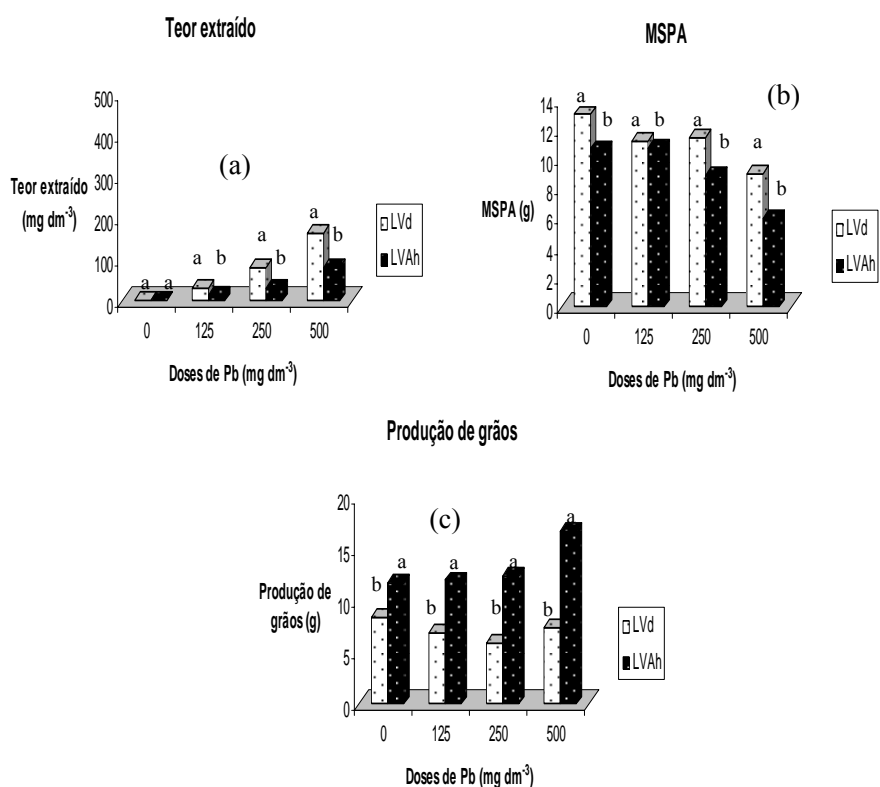 Teor extraído
500
400
300
200
100
0
Teor extraído
(mg dm-3)
(a)
a a
a b
a
b
a
b
0 125 250 500
Doses de Pb (mg dm-3)
LVd
LVAh
MSPA
(b)
14
12
10
8
6
4
2
0
MSPA (g)
a
b
a b
a
b
a
b
0 125 250 500
Doses de Pb (mg dm-3)
LVd
LVAh
Produção de grãos
20
15
10
5
0
Produção de
grãos (g)
(c)
b
a
b
a
b
a
b
a
0 125 250 500
Doses de Pb (mg dm-3)
LVd
LVAh